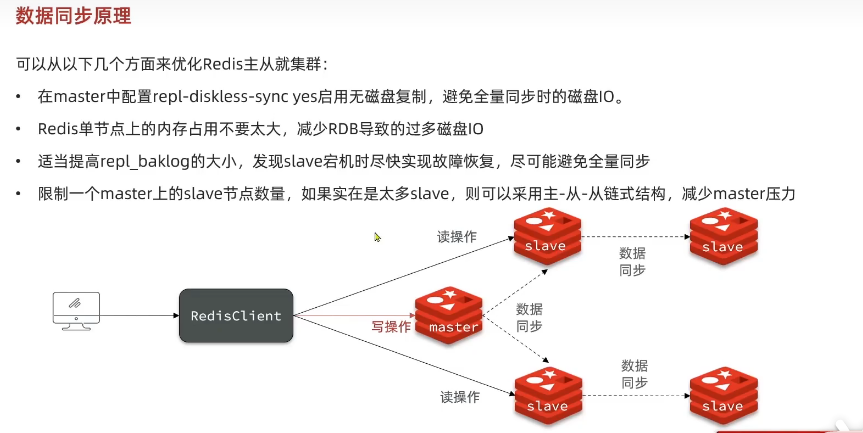 数据同步原理
可以从以下几个方面来优化Redis主从就集群：
• 在master中配置repl-diskless-sync yes启用无磁盘复制，避免全量同步时的磁盘IO。
• Redis单节点上的内存占用不要太大，减少RDB导致的过多磁盘IO
• 适当提高repl_baklog的大小，发现slave宕机时尽快实现故障恢复，尽可能避免全量同步
• 限制一个master上的slave节点数量，如果实在是太多slave，则可以采用主-从-从链式结构，减少master压力
读操作
slave
数据
同步
slave
RedisClient
写操作
master
数据
同步
读操作
slave
数据
同步
slave